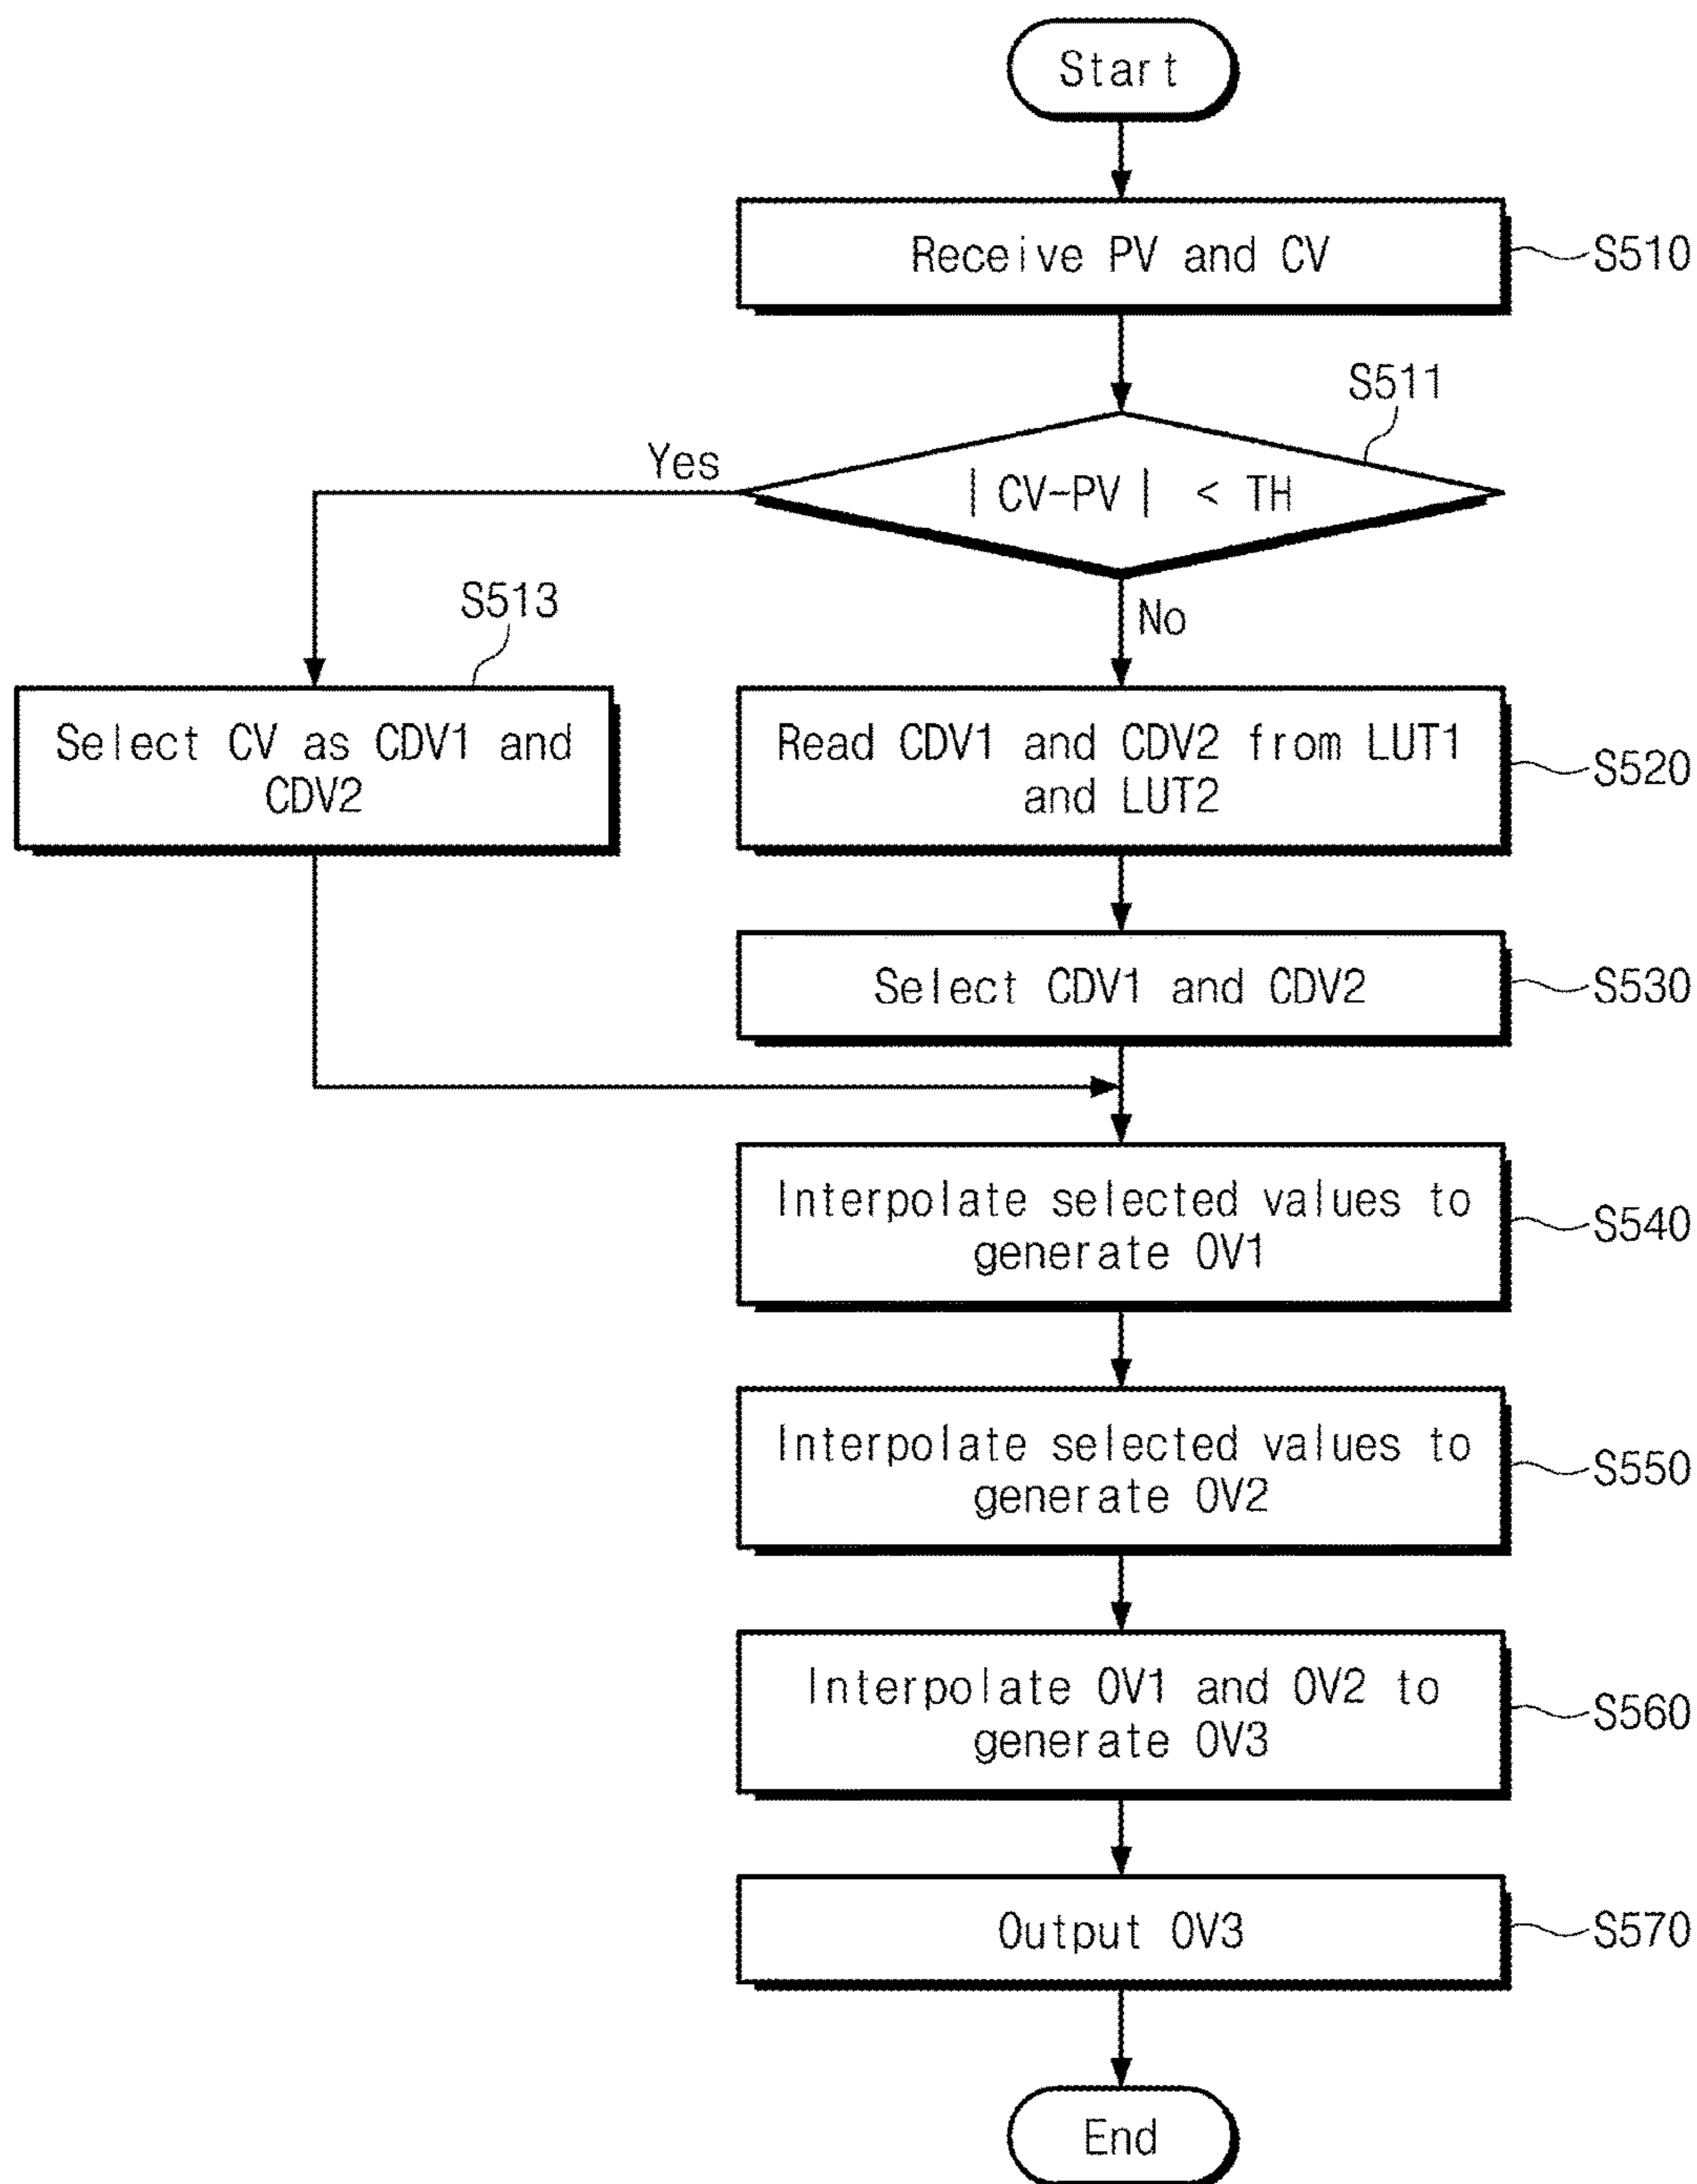 Start
Receive PV and CV
S510
S511
Yes
| CV-PV | < TH
No
S513
Select CV as CDV1 and
CDV2
Read CDV1 and CDV2 from LUT1
and LUT2
S520
Select CDV1 and CDV2
S530
Interpolate selected values to
generate OV1
S540
Interpolate selected values to
generate OV2
S550
Interpolate OV1 and OV2 to
generate OV3
S560
Output OV3
S570
End